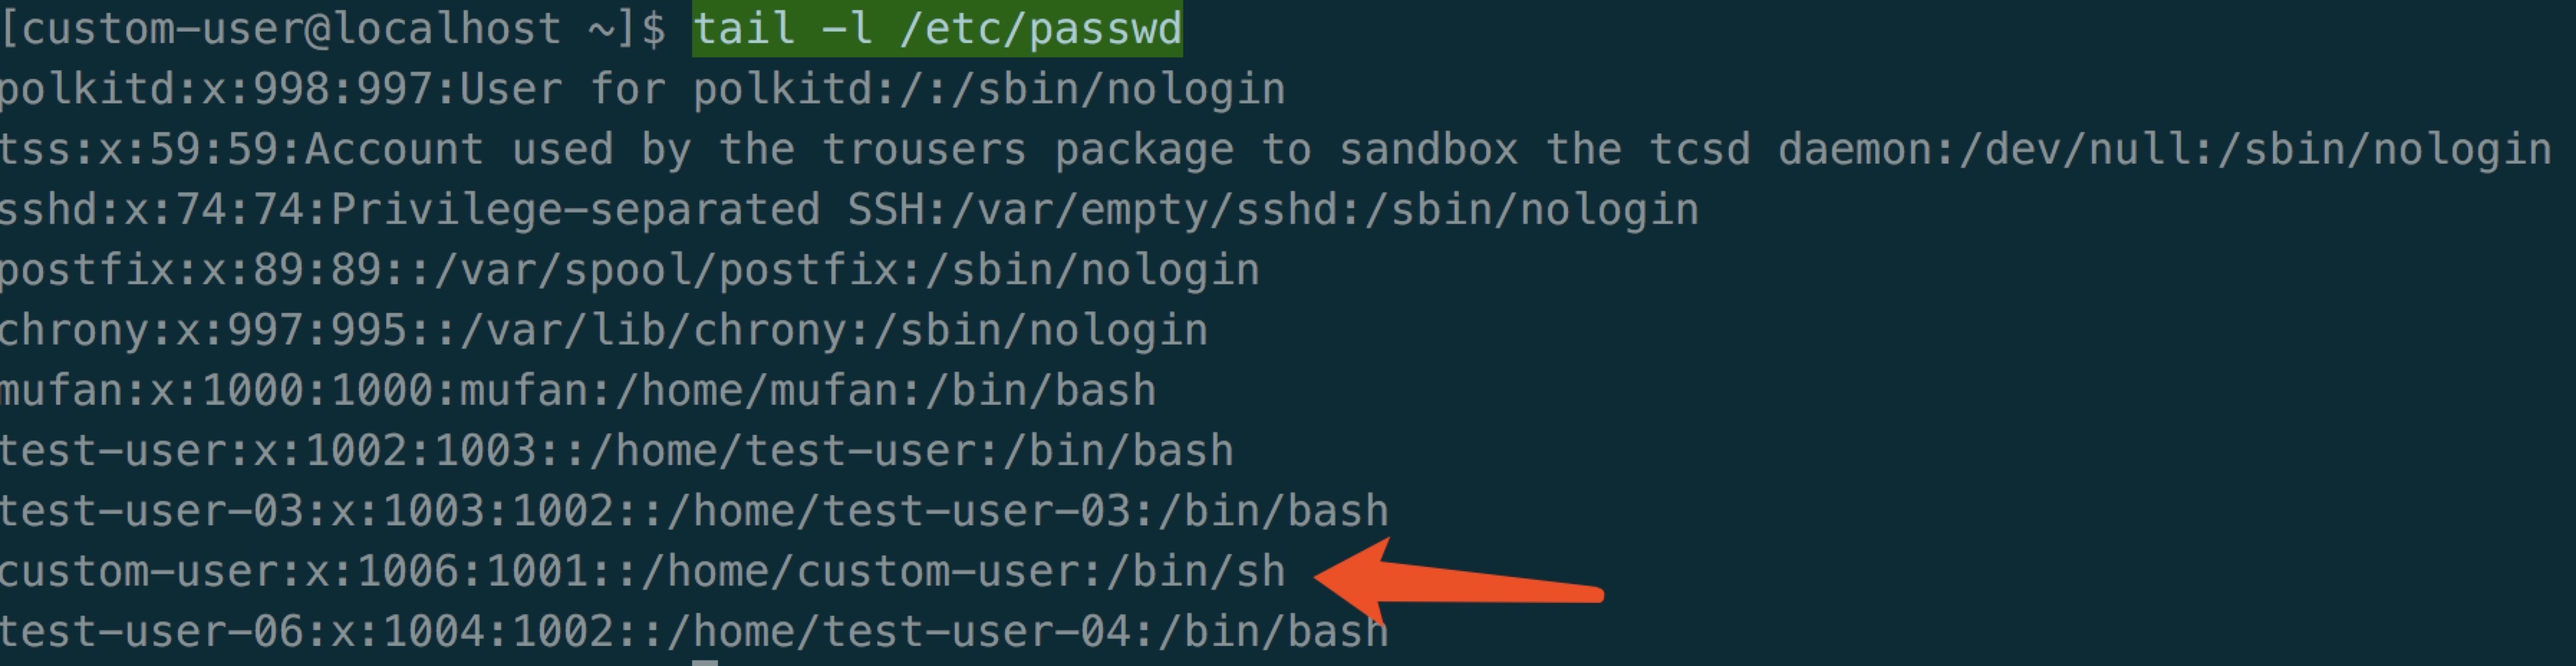 [custom-user@localhost ~]$ tail -l /etc/passwd
polkitd:x:998:997:User for polkitd:/:/sbin/nologin
tss:x:59:59:Account used by the trousers package to sandbox the tcsd daemon:/dev/null:/sbin/nologin
sshd:x:74:74:Privilege-separated SSH:/var/empty/sshd:/sbin/nologin
postfix:x:89:89::/var/spool/postfix:/sbin/nologin
chrony:x:997:995::/var/lib/chrony:/sbin/nologin
mufan:x:1000:1000:mufan:/home/mufan:/bin/bash
test-user:x:1002:1003::/home/test-user:/bin/bash
test-user-03:x:1003:1002::/home/test-user-03:/bin/bash
custom-user:x:1006:1001::/home/custom-user:/bin/sh
test-user-06:x:1004:1002::/home/test-user-04:/bin/bash